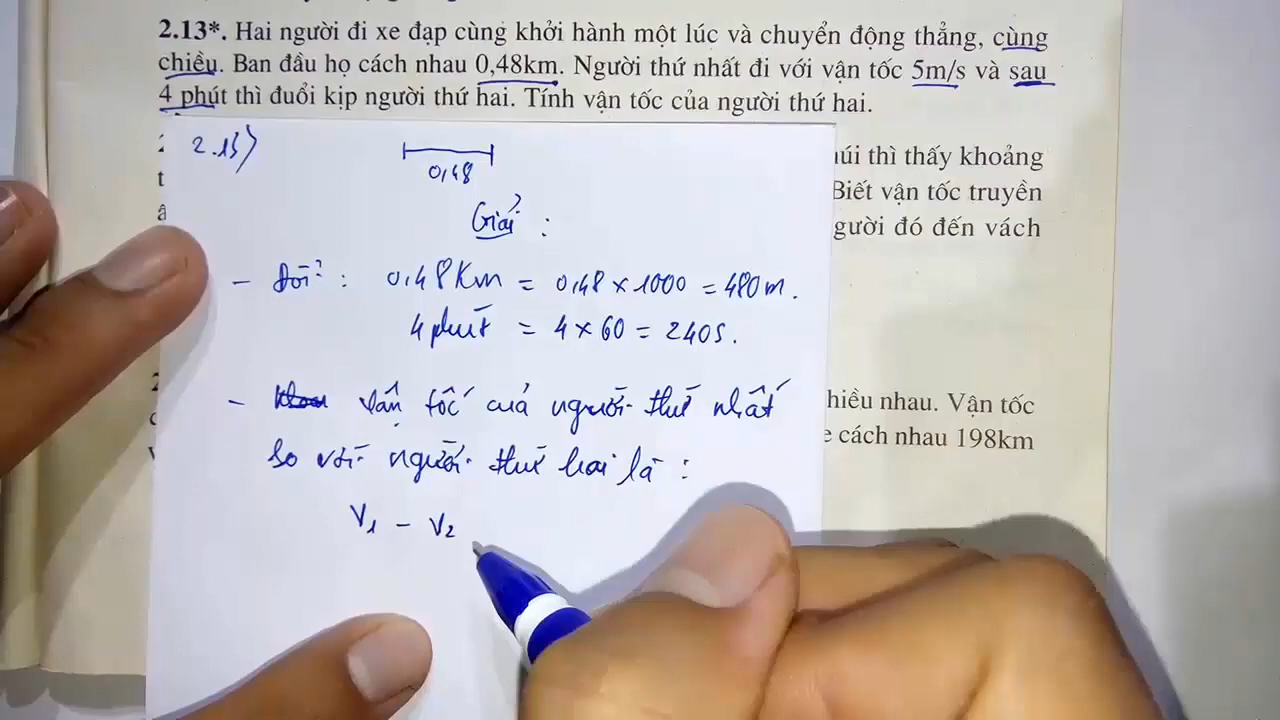 2.13*. Hai người đi xe đạp cùng khởi hành một lúc và chuyển động thẳng, cùng
chiều. Ban đầu họ cách nhau 0,48km. Người thứ nhất đi với vận tốc 5m/s và sau
4 phút thì đuổi kịp người thứ hai. Tính vận tốc của người thứ hai.
2.13)
0,48
Giải :
úi thì thấy khoảng
Biết vận tốc truyền
gười đó đến vách
- Đổi : 0,48 Km = 0,48 x 1000 = 480 m.
4 phút = 4 x 60 = 240s.
- vận tốc của người thứ nhất
so với người thứ hai là :
V1 - V2
hiều nhau. Vận tốc
e cách nhau 198km